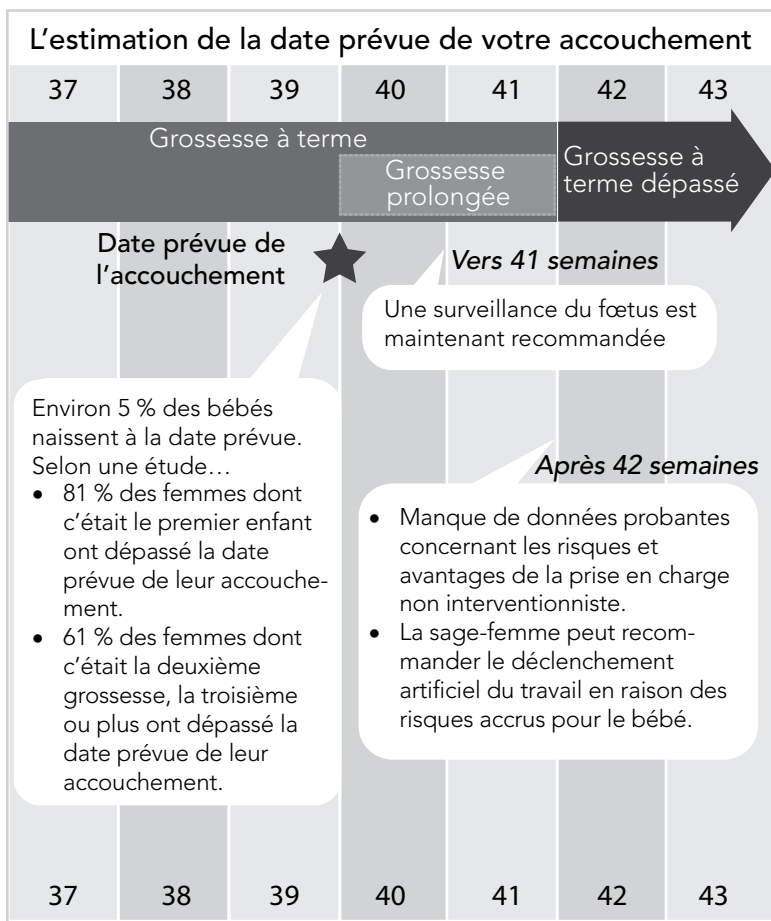 L'estimation de la date prévue de votre accouchement
37 38 39 40 41 42 43
Grossesse à terme
Grossesse
prolongée
Grossesse à
terme dépassé
Date prévue de
l'accouchement
Vers 41 semaines
Une surveillance du fœtus est
maintenant recommandée
Environ 5 % des bébés
naissent à la date prévue.
Selon une étude…
• 81 % des femmes dont
c'était le premier enfant
ont dépassé la date
prévue de leur accouche-
ment.
• 61 % des femmes dont
c'était la deuxième
grossesse, la troisième
ou plus ont dépassé la
date prévue de leur
accouchement.
Après 42 semaines
• Manque de données probantes
concernant les risques et
avantages de la prise en charge
non interventionniste.
• La sage-femme peut recom-
mander le déclenchement
artificiel du travail en raison des
risques accrus pour le bébé.
37 38 39 40 41 42 43